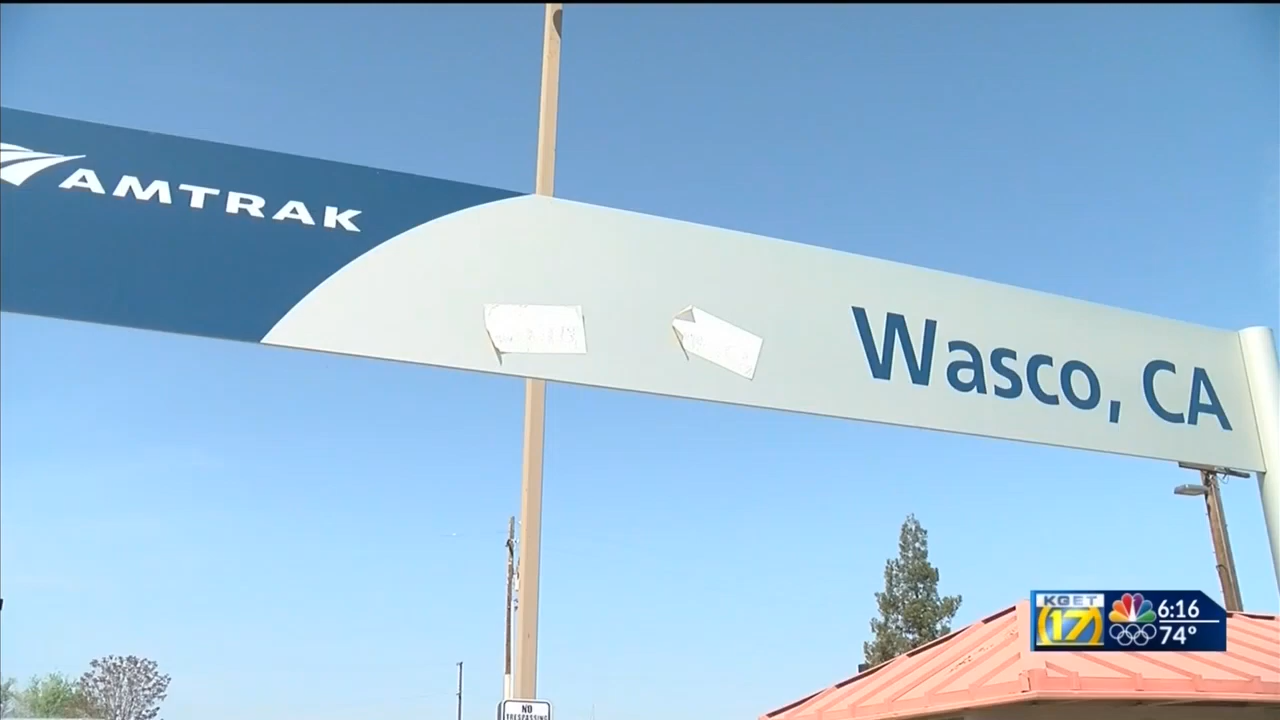 AMTRAK
Wasco, CA
NO
TRESPASSING
KGET
17
6:16
74°